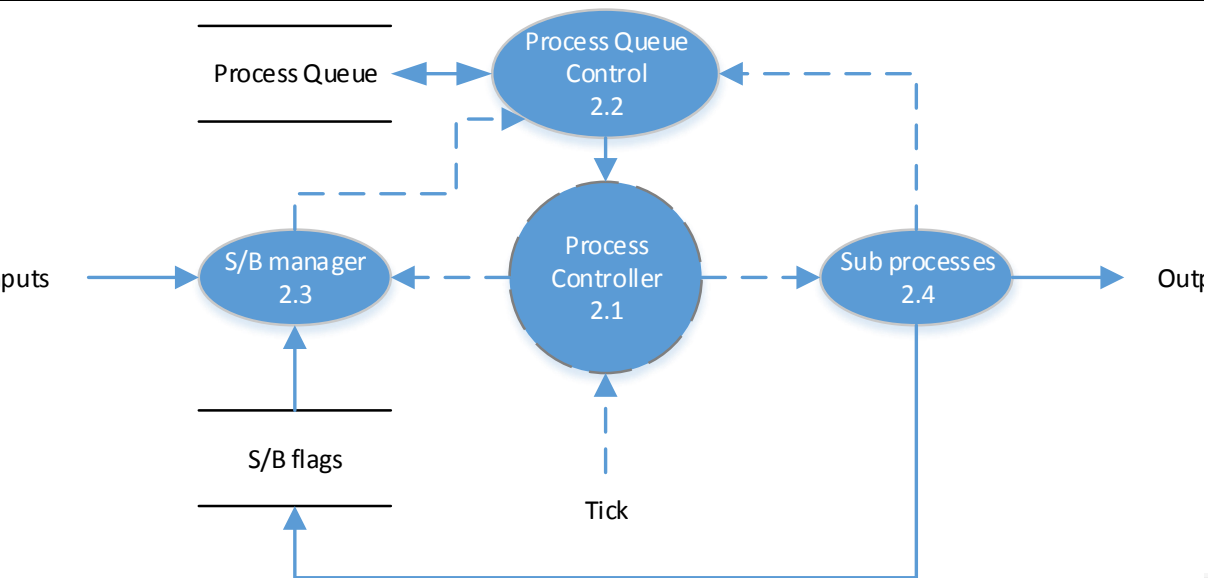 Process Queue
Process Queue
Control
2.2
S/B manager
2.3
Process
Controller
2.1
Sub processes
2.4
puts
Outp
S/B flags
Tick